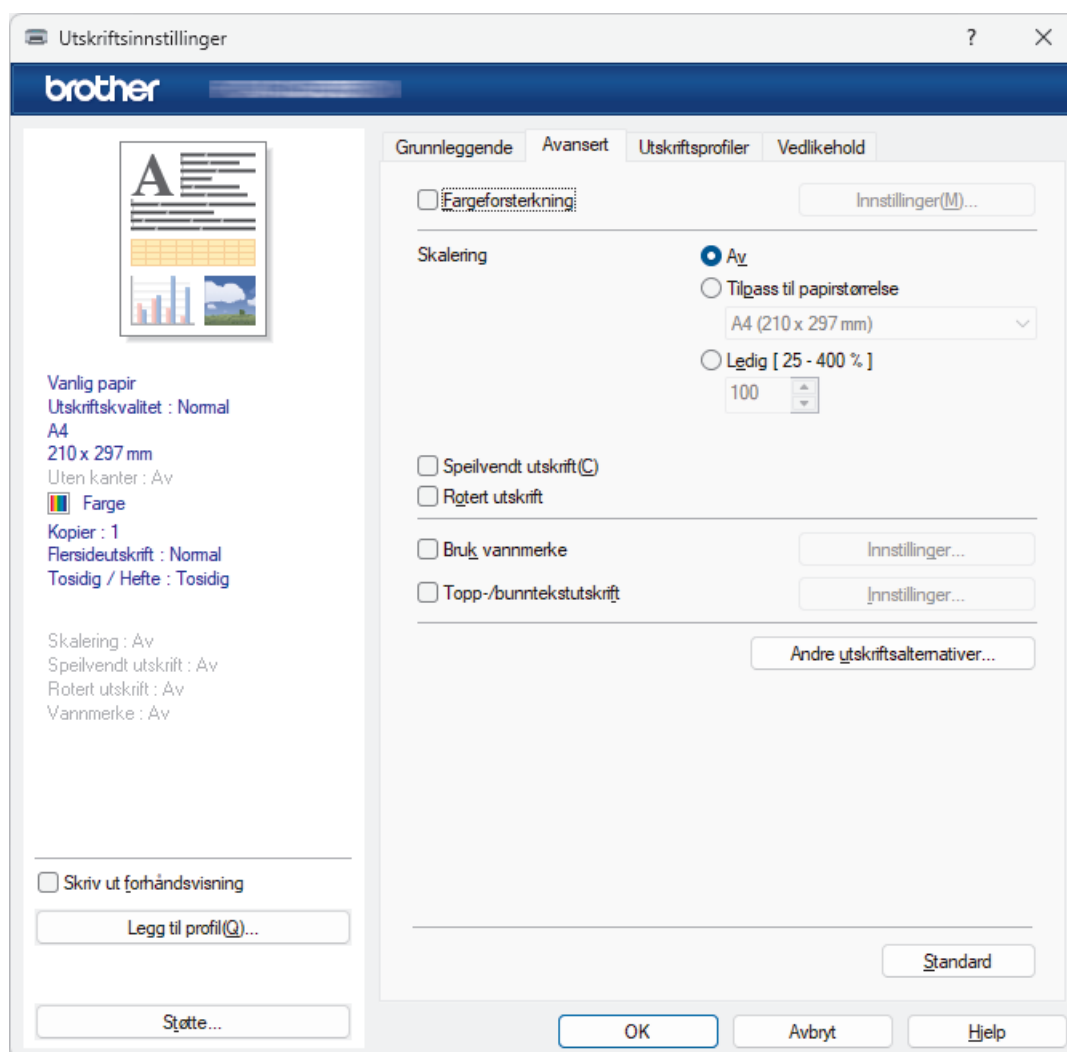 Utskriftsinnstillinger
?
brother
A
Vanlig papir
Utskriftskvalitet : Normal
A4
210 x 297 mm
Uten kanter : Av
Farge
Kopier : 1
Flersideutskrift : Normal
Tosidig / Hefte : Tosidig
Skalering : Av
Speilvendt utskrift : Av
Rotert utskrift : Av
Vannmerke : Av
Skriv ut forhåndsvisning
Legg til profil(Q)...
Støtte...
Grunnleggende Avansert Utskriftsprofiler Vedlikehold
Fargeforsterkning Innstillinger(M)...
Skalering Av
Tilpass til papirstørrelse
A4 (210 x 297 mm)
Ledig [ 25 - 400 % ]
100
Speilvendt utskrift(C)
Rotert utskrift
Bruk vannmerke Innstillinger...
Topp-/bunntekstutskrift Innstillinger...
Andre utskriftsalternativer...
Standard
OK Avbryt Hjelp